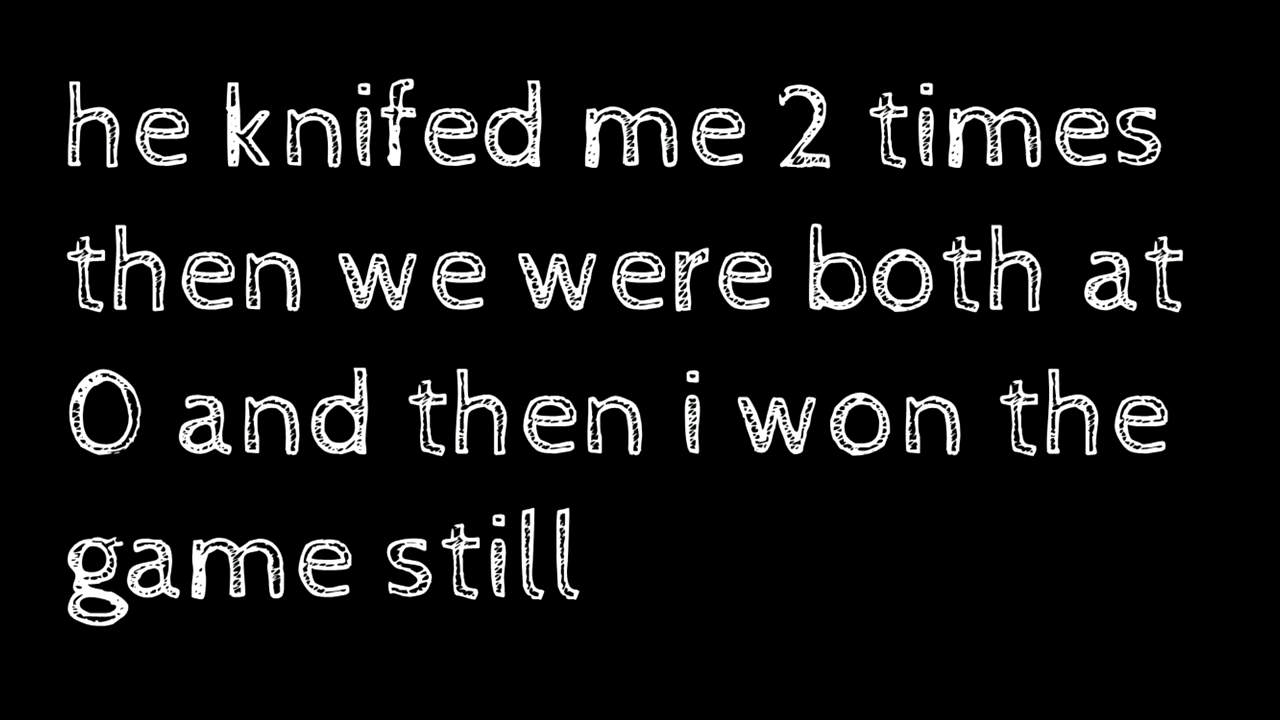 he knifed me 2 times
then we were both at
0 and then i won the
game still